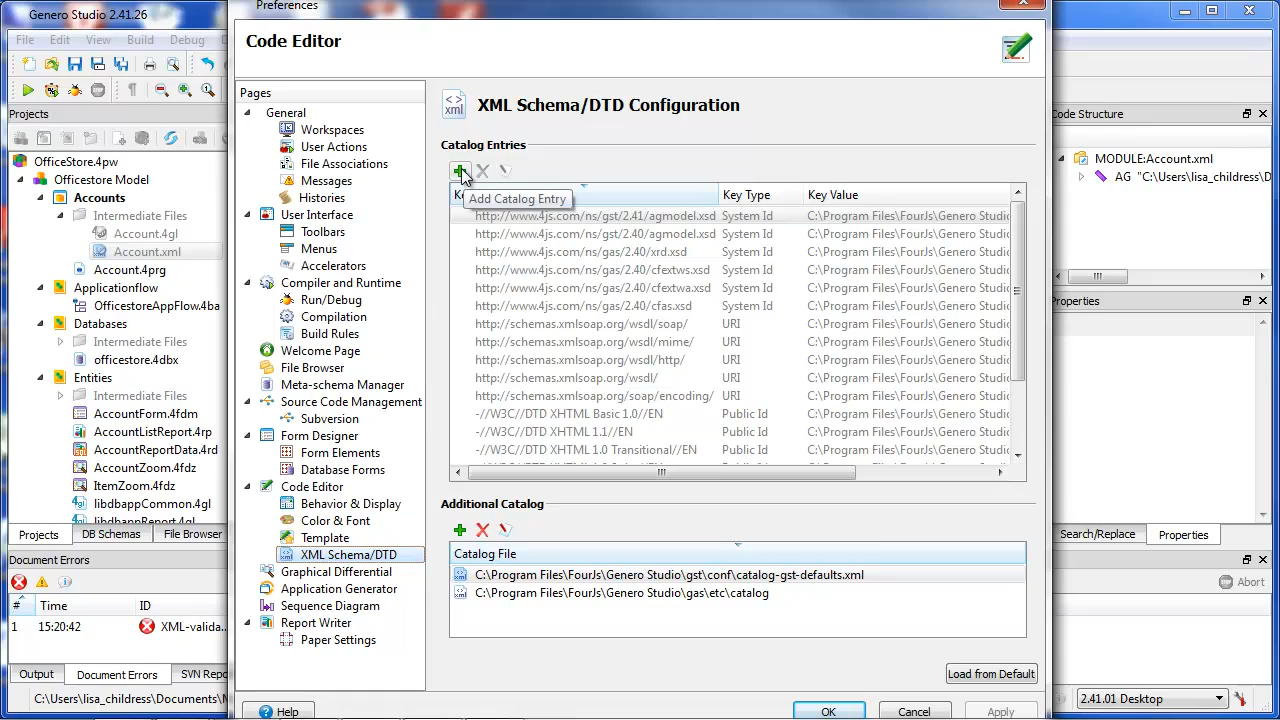 Genero Studio 2.41.26
File Edit View Build Debug
Projects
OfficeStore.4pw
Officestore Model
Accounts
Intermediate Files
Account.4gl
Account.xml
Account.4prg
Applicationflow
OfficestoreAppFlow.4ba
Databases
Intermediate Files
officestore.4dbx
Entities
Intermediate Files
AccountForm.4fdm
AccountListReport.4rp
AccountReportData.4rd
AccountZoom.4fdz
ItemZoom.4fdz
libdbappCommon.4gl
libdbappReport.4gl
Projects DB Schemas File Browser
Document Errors
# Time ID
1 15:20:42 XML-valida...
Output Document Errors SVN Repo
C:\Users\lisa_childress\Documents\
Preferences
Code Editor
Pages
General
Workspaces
User Actions
File Associations
Messages
Histories
User Interface
Toolbars
Menus
Accelerators
Compiler and Runtime
Run/Debug
Compilation
Build Rules
Welcome Page
File Browser
Meta-schema Manager
Source Code Management
Subversion
Form Designer
Form Elements
Database Forms
Code Editor
Behavior & Display
Color & Font
Template
XML Schema/DTD
Graphical Differential
Application Generator
Sequence Diagram
Report Writer
Paper Settings
XML Schema/DTD Configuration
Catalog Entries
Add Catalog Entry
Key Type Key Value
http://www.4js.com/ns/gst/2.41/agmodel.xsd System Id C:\Program Files\FourJs\Genero Studio
http://www.4js.com/ns/gst/2.40/agmodel.xsd System Id C:\Program Files\FourJs\Genero Studio
http://www.4js.com/ns/gas/2.40/xrd.xsd System Id C:\Program Files\FourJs\Genero Studio
http://www.4js.com/ns/gas/2.40/cfextws.xsd System Id C:\Program Files\FourJs\Genero Studio
http://www.4js.com/ns/gas/2.40/cfextwa.xsd System Id C:\Program Files\FourJs\Genero Studio
http://www.4js.com/ns/gas/2.40/cfas.xsd System Id C:\Program Files\FourJs\Genero Studio
http://schemas.xmlsoap.org/wsdl/soap/ URI C:\Program Files\FourJs\Genero Studio
http://schemas.xmlsoap.org/wsdl/mime/ URI C:\Program Files\FourJs\Genero Studio
http://schemas.xmlsoap.org/wsdl/http/ URI C:\Program Files\FourJs\Genero Studio
http://schemas.xmlsoap.org/wsdl/ URI C:\Program Files\FourJs\Genero Studio
http://schemas.xmlsoap.org/soap/encoding/ URI C:\Program Files\FourJs\Genero Studio
-//W3C//DTD XHTML Basic 1.0//EN Public Id C:\Program Files\FourJs\Genero Studio
-//W3C//DTD XHTML 1.1//EN Public Id C:\Program Files\FourJs\Genero Studio
-//W3C//DTD XHTML 1.0 Transitional//EN Public Id C:\Program Files\FourJs\Genero Studio
Additional Catalog
Catalog File
C:\Program Files\FourJs\Genero Studio\gst\conf\catalog-gst-defaults.xml
C:\Program Files\FourJs\Genero Studio\gas\etc\catalog
Load from Default
Help OK Cancel Apply
Code Structure
MODULE:Account.xml
AG "C:\Users\lisa_childress\D
Properties
Search/Replace Properties
Abort
2.41.01 Desktop